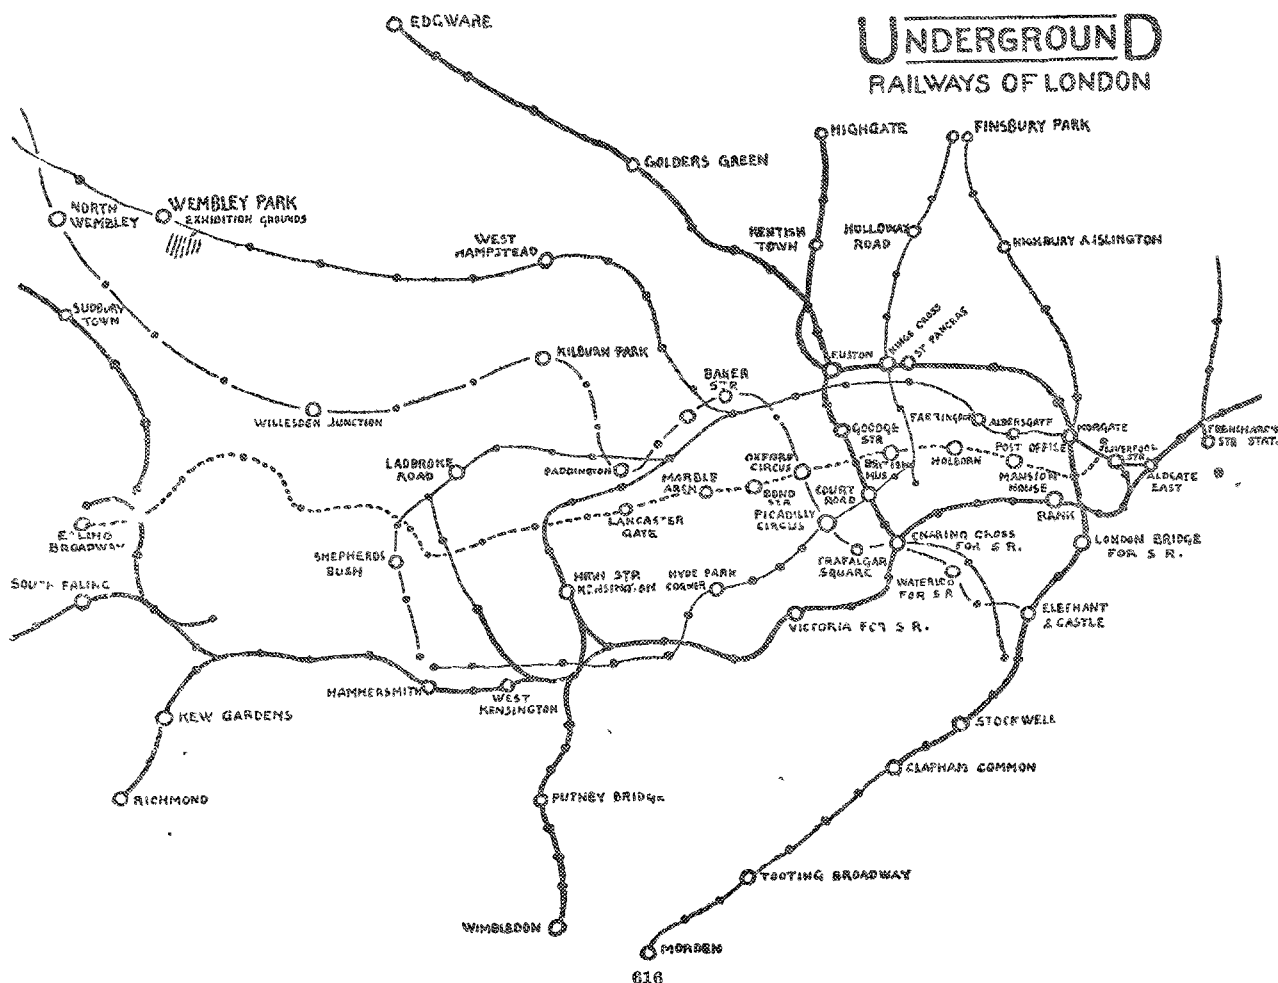 UNDERGROUND
RAILWAYS OF LONDON
EDGWARE
HIGHGATE
FINSBURY PARK
GOLDERS GREEN
NORTH
WEMBLEY
WEMBLEY PARK
EXHIBITION GROUNDS
WEST
HAMPSTEAD
KENTISH
TOWN
HOLLOWAY
ROAD
HIGHBURY & ISLINGTON
SUDBURY
TOWN
KINGS CROSS
ST PANCRAS
KILBURN PARK
EUSTON
BAKER
STR
WILLESDEN JUNCTION
FARRINGDON
ALDERSGATE
MORGATE
GOODGE
STR
LADBROKE
ROAD
PADDINGTON
OXFORD
CIRCUS
BRITISH
MUS
HOLBORN
POST OFFICE
LIVERPOOL
STR
STR STAT.
MARBLE
ARCH
BOND
STR
COURT
ROAD
MANSION
HOUSE
ALDGATE
EAST
LANCASTER
GATE
PICADILLY
CIRCUS
BANK
EALING
BROADWAY
SHEPHERDS
BUSH
TRAFALGAR
SQUARE
CHARING CROSS
FOR S R.
LONDON BRIDGE
FOR S R.
SOUTH EALING
HIGH STR
KENSINGTON
HYDE PARK
CORNER
WATERLOO
FOR S R
VICTORIA FOR S R.
ELEPHANT
& CASTLE
HAMMERSMITH
WEST
KENSINGTON
KEW GARDENS
STOCKWELL
CLAPHAM COMMON
RICHMOND
PUTNEY BRIDGE
TOOTING BROADWAY
WIMBLEDON
MORDEN
616